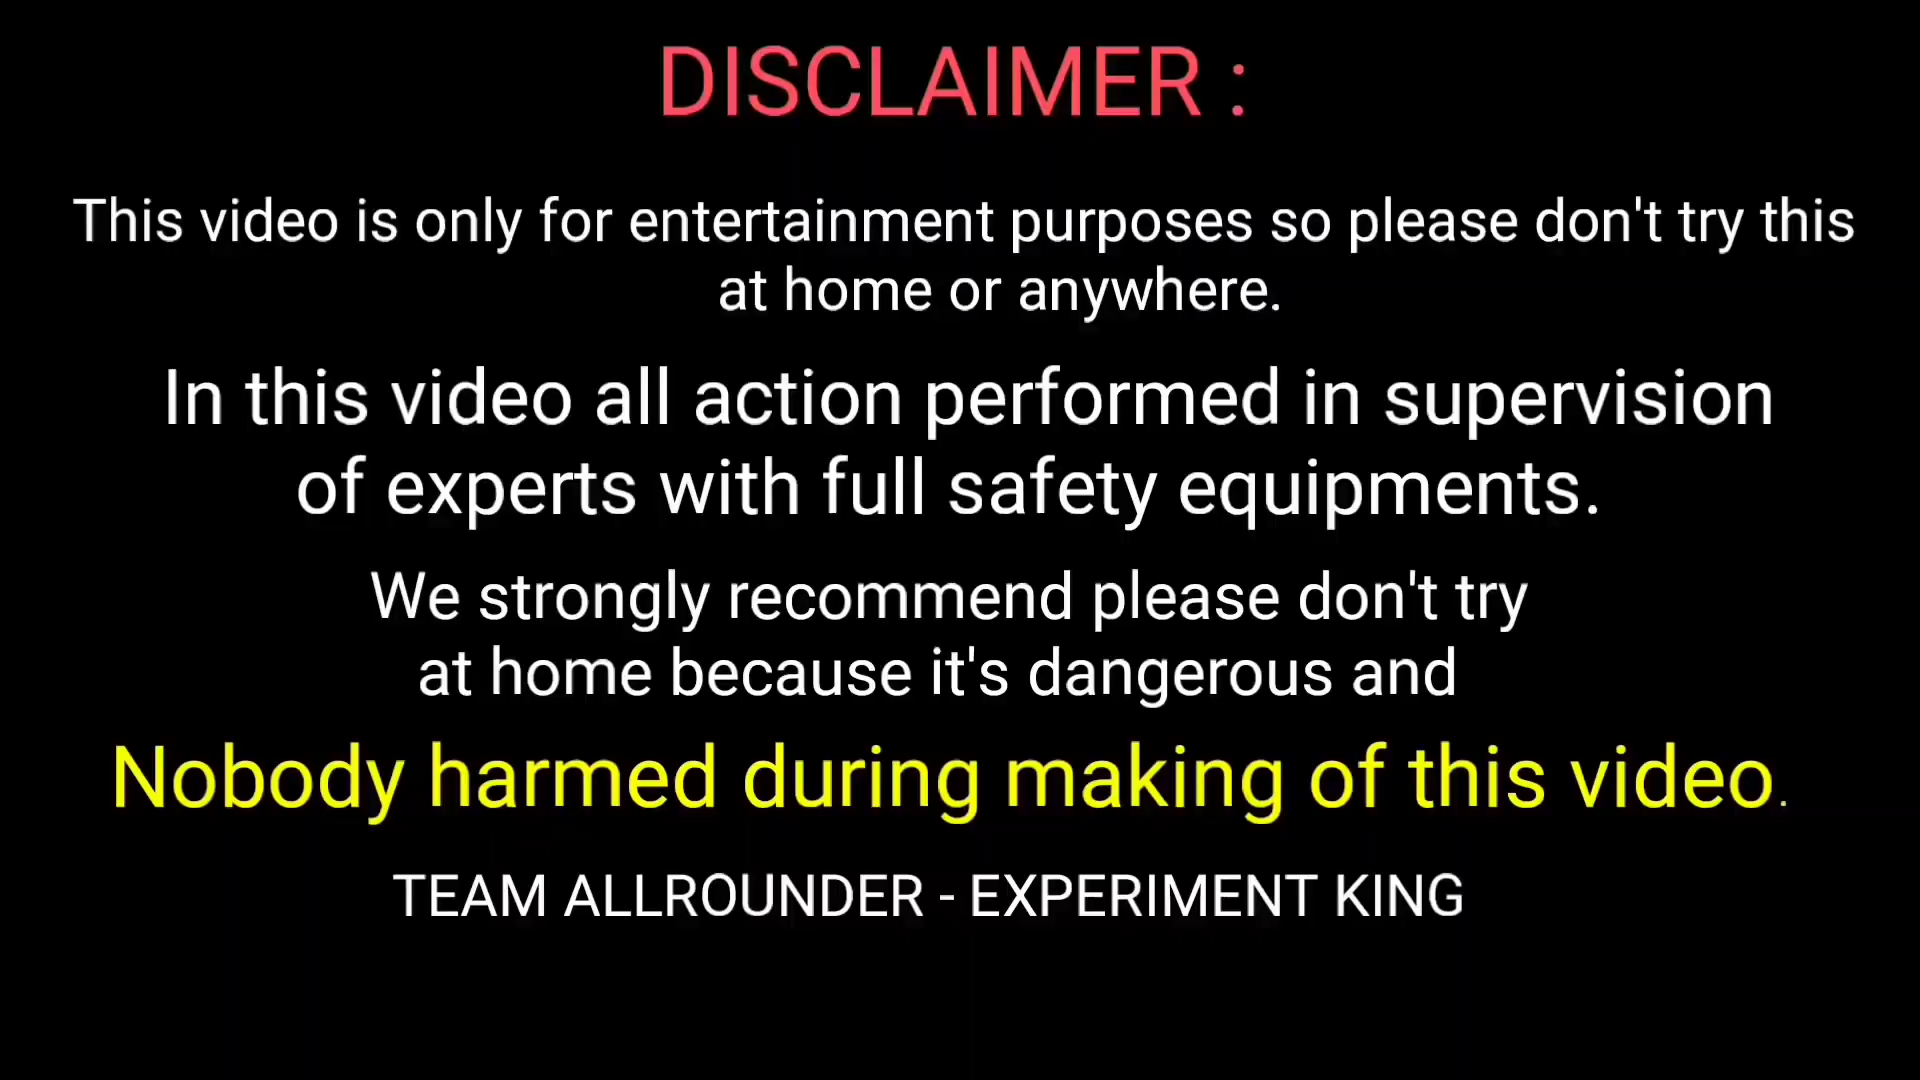 DISCLAIMER :
This video is only for entertainment purposes so please don't try this
at home or anywhere.
In this video all action performed in supervision
of experts with full safety equipments.
We strongly recommend please don't try
at home because it's dangerous and
Nobody harmed during making of this video.
TEAM ALLROUNDER - EXPERIMENT KING